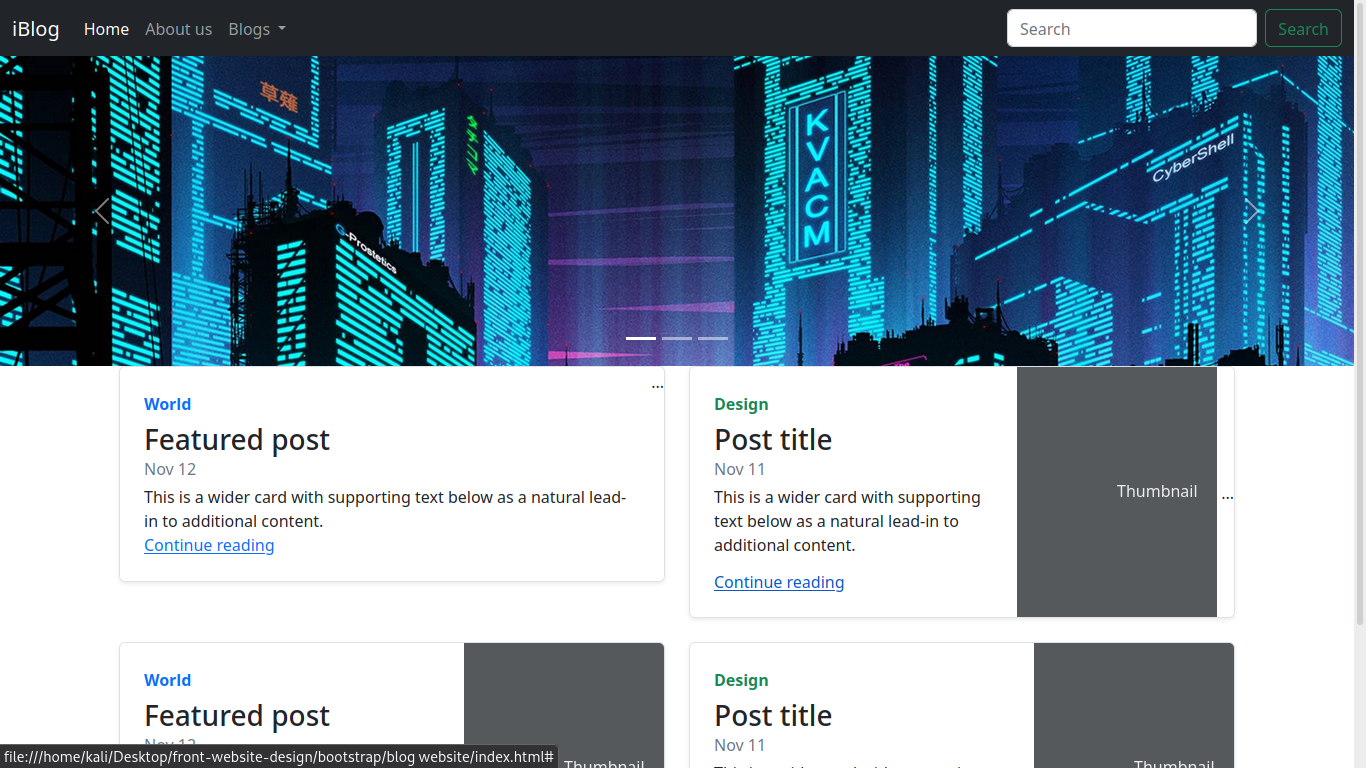 iBlog Home About us Blogs Search Search
草薙
KVACM
CyberShell
G-Prostetics
World
...
Featured post
Nov 12
This is a wider card with supporting text below as a natural lead-
in to additional content.
Continue reading
Design
Post title
Nov 11
This is a wider card with supporting
text below as a natural lead-in to
additional content.
Continue reading
Thumbnail
...
World
Featured post
Nov 12
Thumbnail
Design
Post title
Nov 11
Thumbnail
file:///home/kali/Desktop/front-website-design/bootstrap/blog website/index.html#